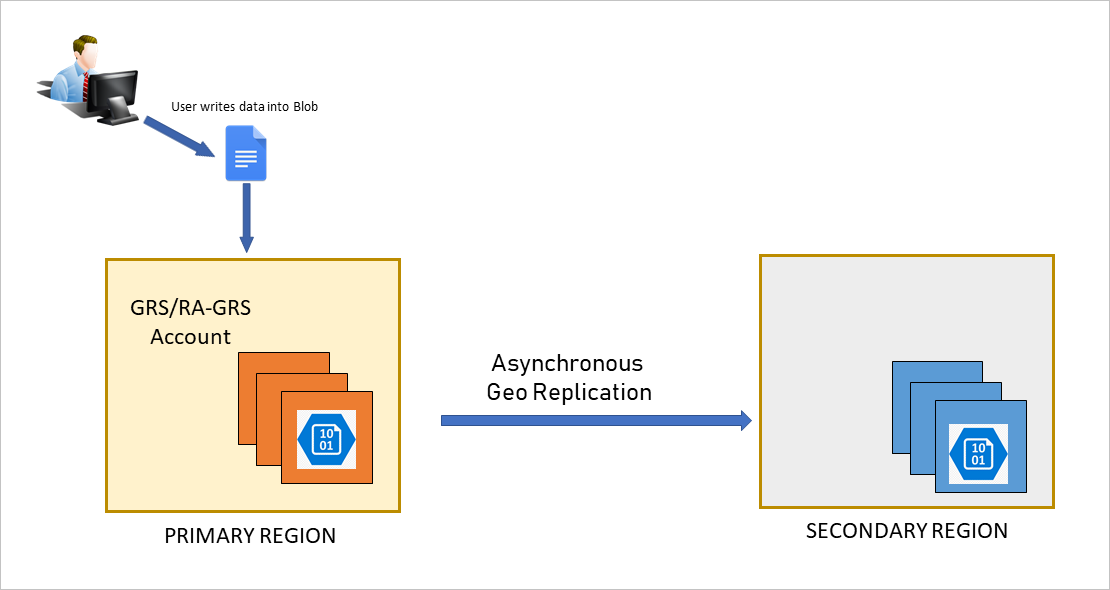 User writes data into Blob
GRS/RA-GRS
Account
10
01
Asynchronous
Geo Replication
10
01
PRIMARY REGION
SECONDARY REGION